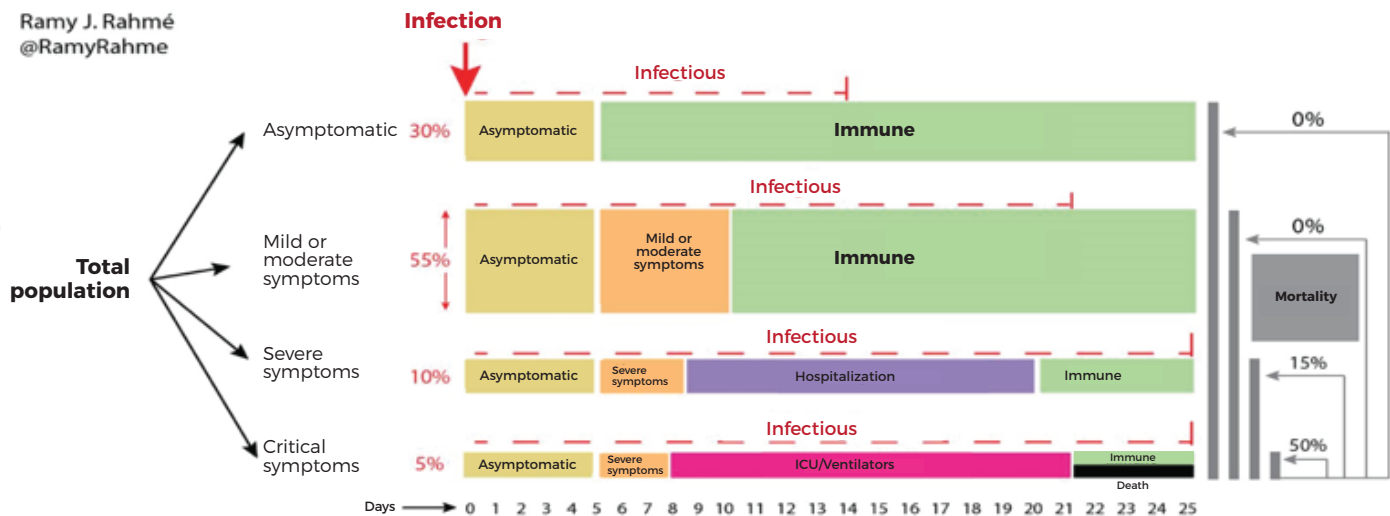 Ramy J. Rahmé
@RamyRahme
Infection
Infectious
Asymptomatic
30%
Asymptomatic
Immune
0%
Infectious
Total
population
Mild or
moderate
symptoms
55%
Asymptomatic
Mild or
moderate
symptoms
Immune
0%
Mortality
Infectious
Severe
symptoms
10%
Asymptomatic
Severe
symptoms
Hospitalization
Immune
15%
Infectious
Critical
symptoms
5%
Asymptomatic
Severe
symptoms
ICU/Ventilators
Immune
Death
50%
Days 0 1 2 3 4 5 6 7 8 9 10 11 12 13 14 15 16 17 18 19 20 21 22 23 24 25